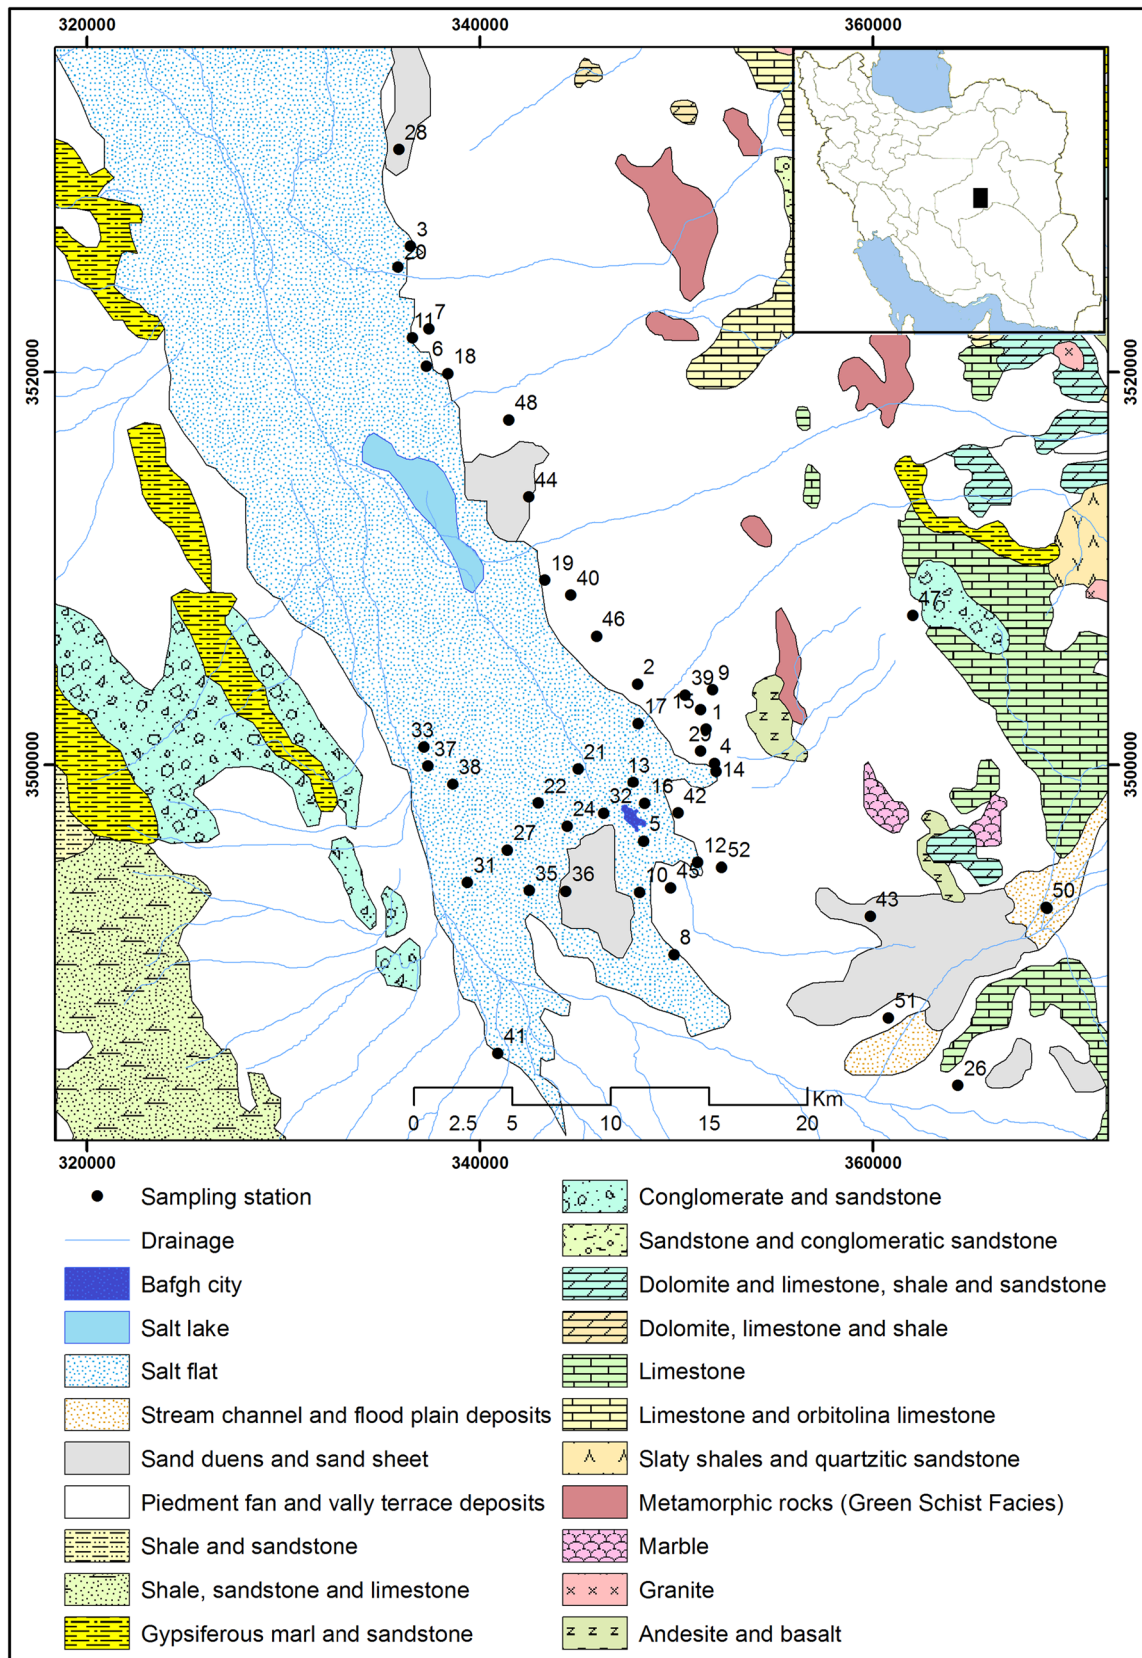 320000 340000 360000
28
3
20
7
11
6
18
3520000 3520000
48
44
19
40
47
46
2
39 9
15
17 1
29
33
37
4
21
38
14
3500000 3500000
13
22
16
32
24
42
5
27
12 52
31
35 36
10 45
50
43
8
51
41
26
Km
0 2.5 5 10 15 20
320000 340000 360000
Sampling station
Drainage
Bafgh city
Salt lake
Salt flat
Stream channel and flood plain deposits
Sand duens and sand sheet
Piedment fan and vally terrace deposits
Shale and sandstone
Shale, sandstone and limestone
Gypsiferous marl and sandstone
Conglomerate and sandstone
Sandstone and conglomeratic sandstone
Dolomite and limestone, shale and sandstone
Dolomite, limestone and shale
Limestone
Limestone and orbitolina limestone
Slaty shales and quartzitic sandstone
Metamorphic rocks (Green Schist Facies)
Marble
Granite
Andesite and basalt